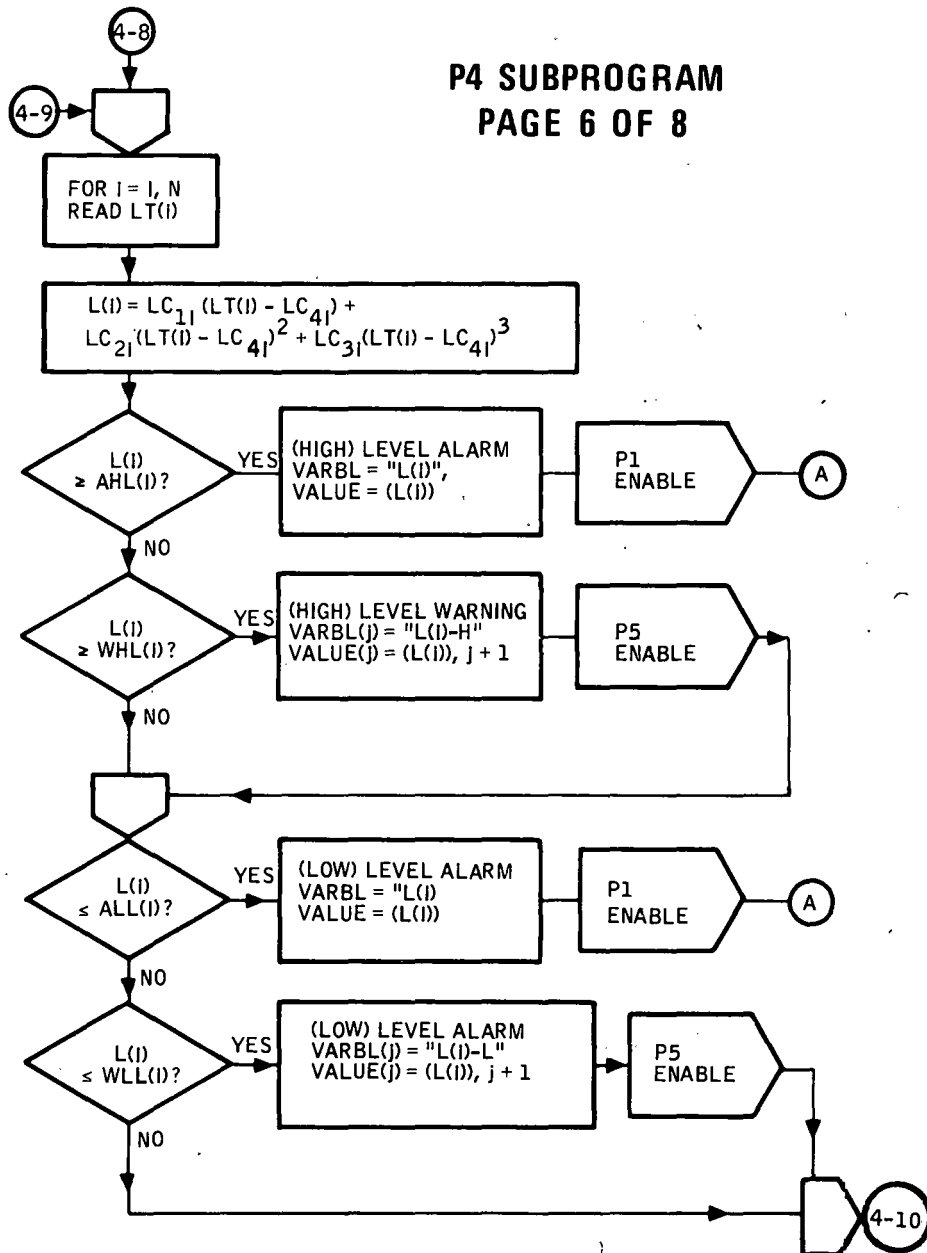 4-8
P4 SUBPROGRAM
PAGE 6 OF 8
4-9
FOR I = I, N
READ LT(I)
L(I) = LC1I (LT(I) - LC4I) +
LC2I (LT(I) - LC4I)2 + LC3I(LT(I) - LC4I)3
L(I)
≥ AHL(I)?
YES
(HIGH) LEVEL ALARM
VARBL = "L(I)",
VALUE = (L(I))
P1
ENABLE
A
NO
L(I)
≥ WHL(I)?
YES
(HIGH) LEVEL WARNING
VARBL(j) = "L(I)-H"
VALUE(j) = (L(I)), j + 1
P5
ENABLE
NO
L(I)
≤ ALL(I)?
YES
(LOW) LEVEL ALARM
VARBL = "L(I)
VALUE = (L(I))
P1
ENABLE
A
NO
L(I)
≤ WLL(I)?
YES
(LOW) LEVEL ALARM
VARBL(j) = "L(I)-L"
VALUE(j) = (L(I)), j + 1
P5
ENABLE
NO
4-10